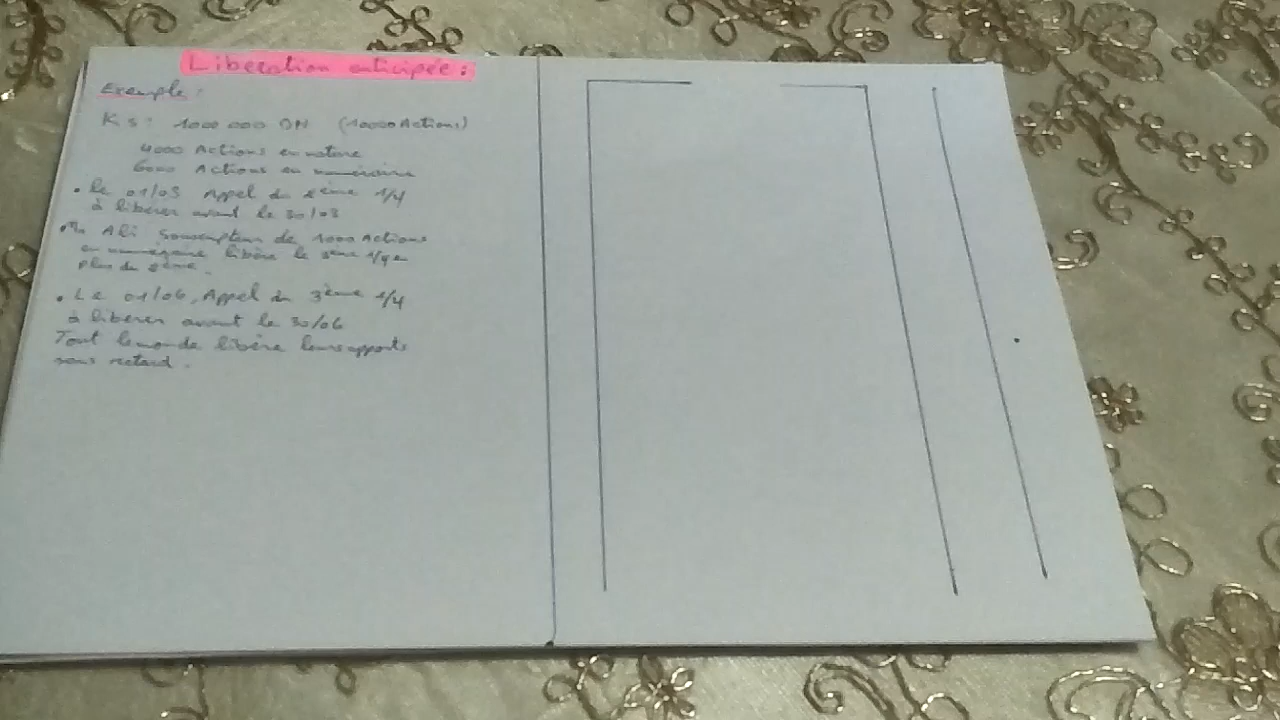 Libération anticipée :
Exemple :
Ks : 1000 000 DN (10000 Actions)
4000 Actions en nature
6000 Actions en numéraire
• Le 01/03 Appel du 2ème 1/4
à libérer avant le 30/03
• Mr Ali Souscripteur de 1000 Actions
en numéraire libère le 3ème 1/4 en
plus du 2ème.
• Le 01/06, Appel du 3ème 1/4
à libérer avant le 30/06
Tout le monde libère leurs apports
sans retard.